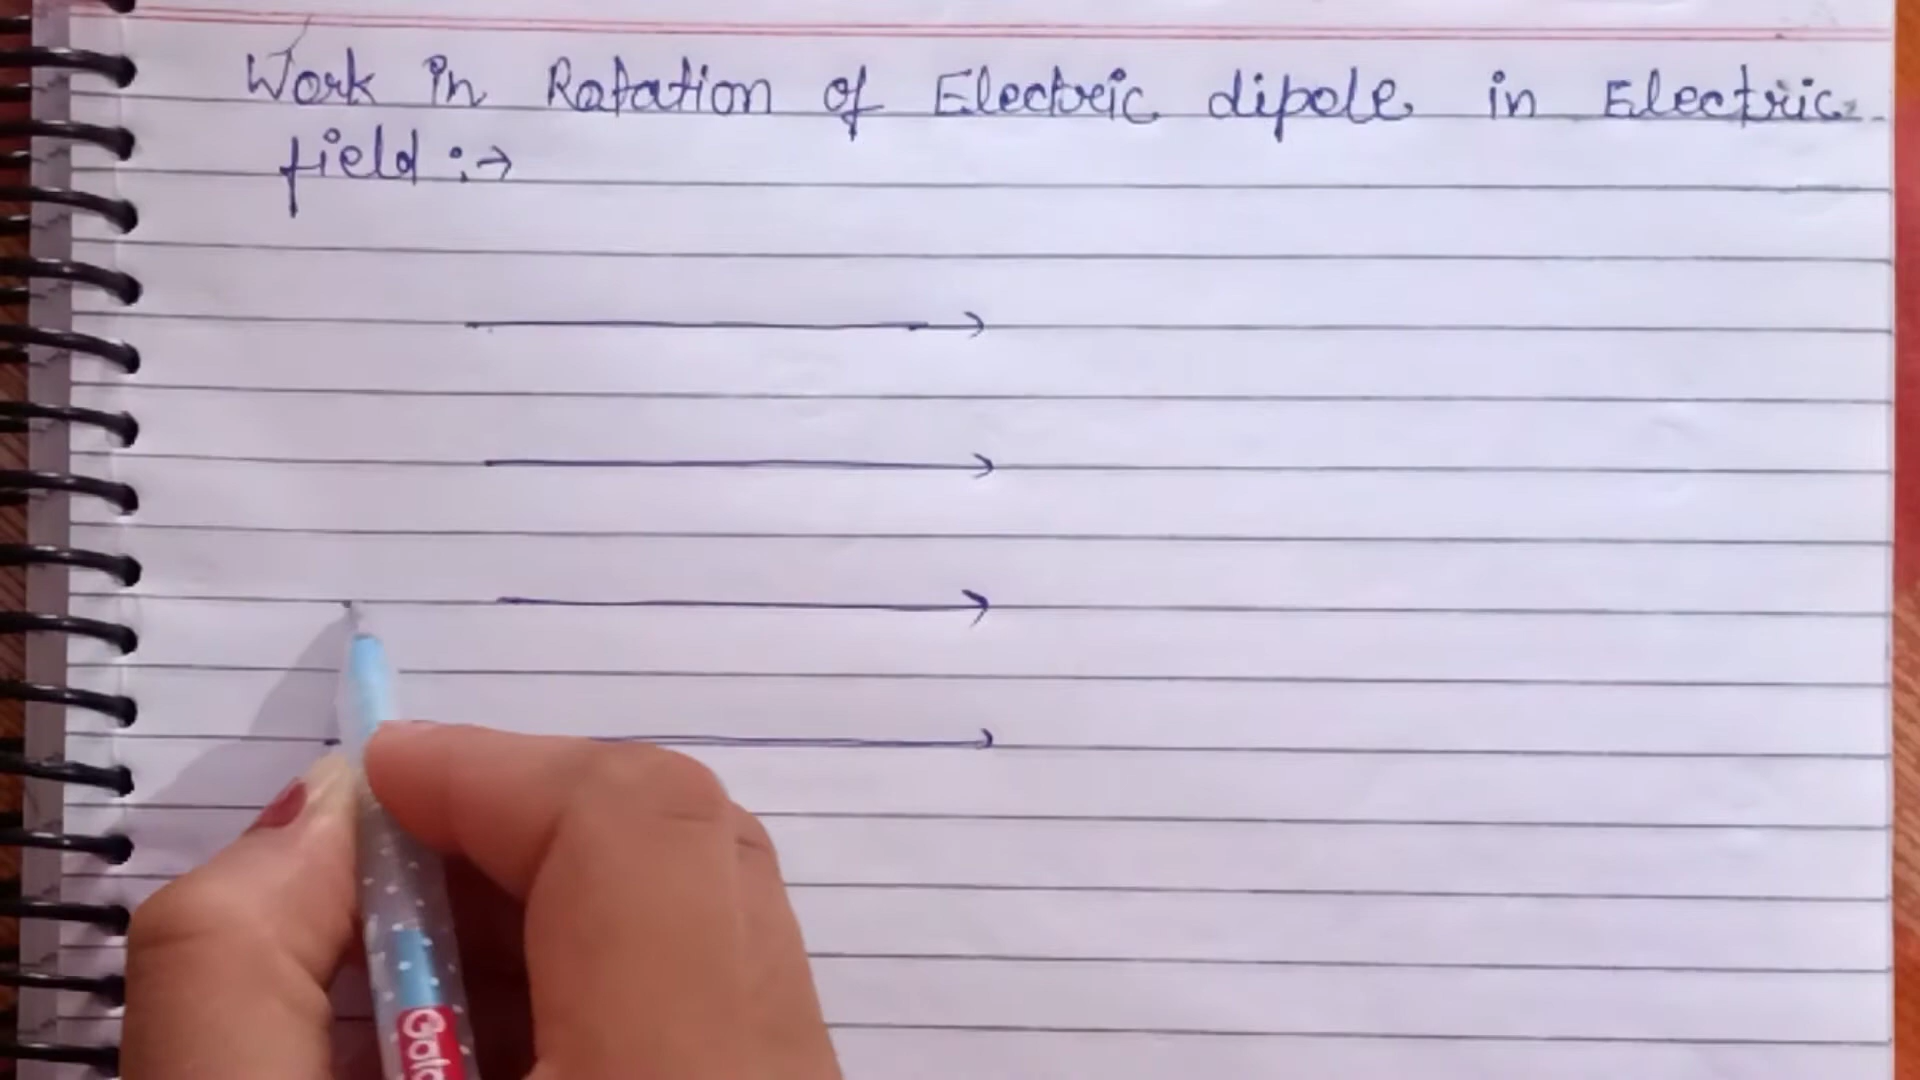 Work in Rotation of Electric dipole in Electric
field :→